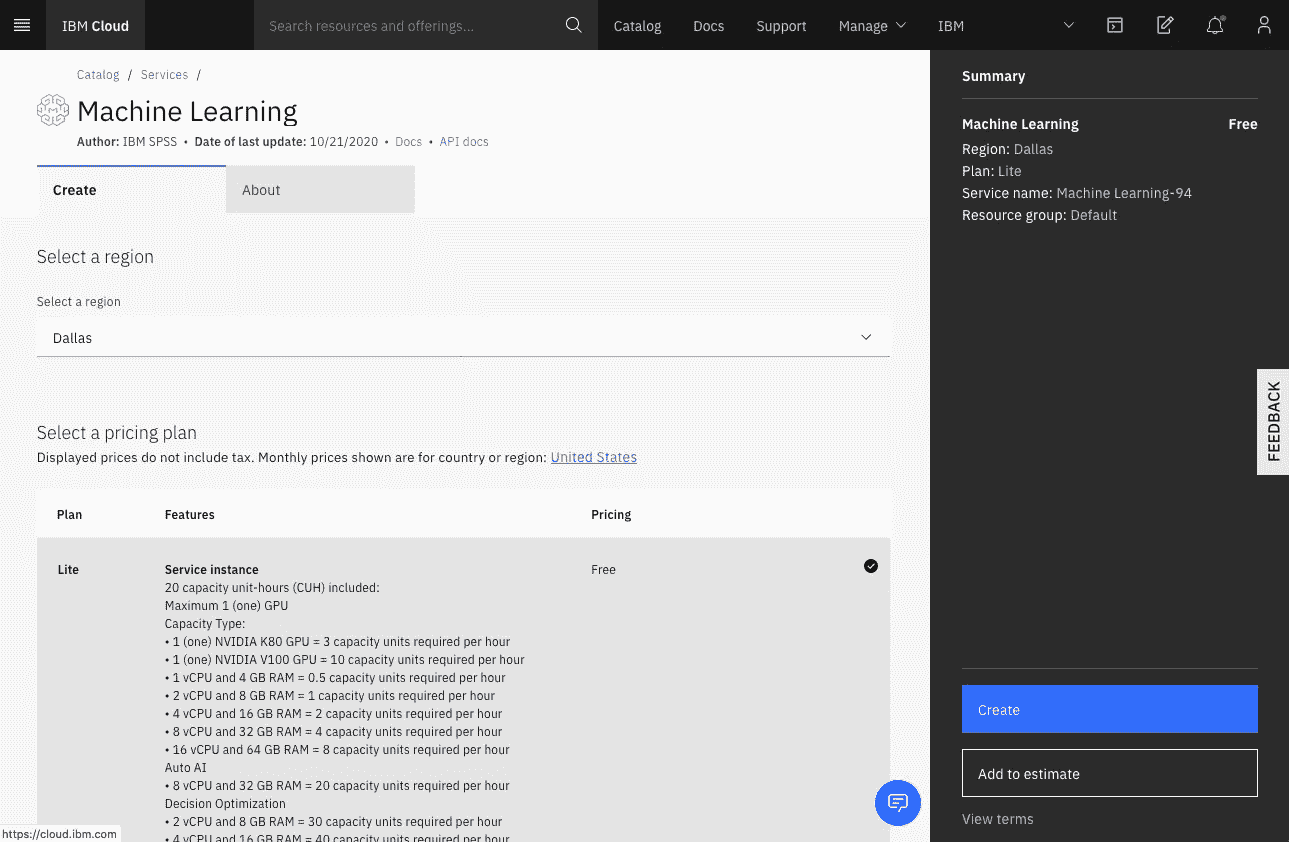 IBM Cloud
Search resources and offerings...
Catalog
Docs
Support
Manage
IBM
Catalog / Services /
Machine Learning
Author: IBM SPSS • Date of last update: 10/21/2020 • Docs • API docs
Create
About
Select a region
Select a region
Dallas
Select a pricing plan
Displayed prices do not include tax. Monthly prices shown are for country or region: United States
Plan
Features
Pricing
Lite
Service instance
Free
20 capacity unit-hours (CUH) included:
Maximum 1 (one) GPU
Capacity Type:
• 1 (one) NVIDIA K80 GPU = 3 capacity units required per hour
• 1 (one) NVIDIA V100 GPU = 10 capacity units required per hour
• 1 vCPU and 4 GB RAM = 0.5 capacity units required per hour
• 2 vCPU and 8 GB RAM = 1 capacity units required per hour
• 4 vCPU and 16 GB RAM = 2 capacity units required per hour
• 8 vCPU and 32 GB RAM = 4 capacity units required per hour
• 16 vCPU and 64 GB RAM = 8 capacity units required per hour
Auto AI
• 8 vCPU and 32 GB RAM = 20 capacity units required per hour
Decision Optimization
• 2 vCPU and 8 GB RAM = 30 capacity units required per hour
• 4 vCPU and 16 GB RAM = 40 capacity units required per hour
https://cloud.ibm.com
Summary
Machine Learning
Free
Region: Dallas
Plan: Lite
Service name: Machine Learning-94
Resource group: Default
FEEDBACK
Create
Add to estimate
View terms